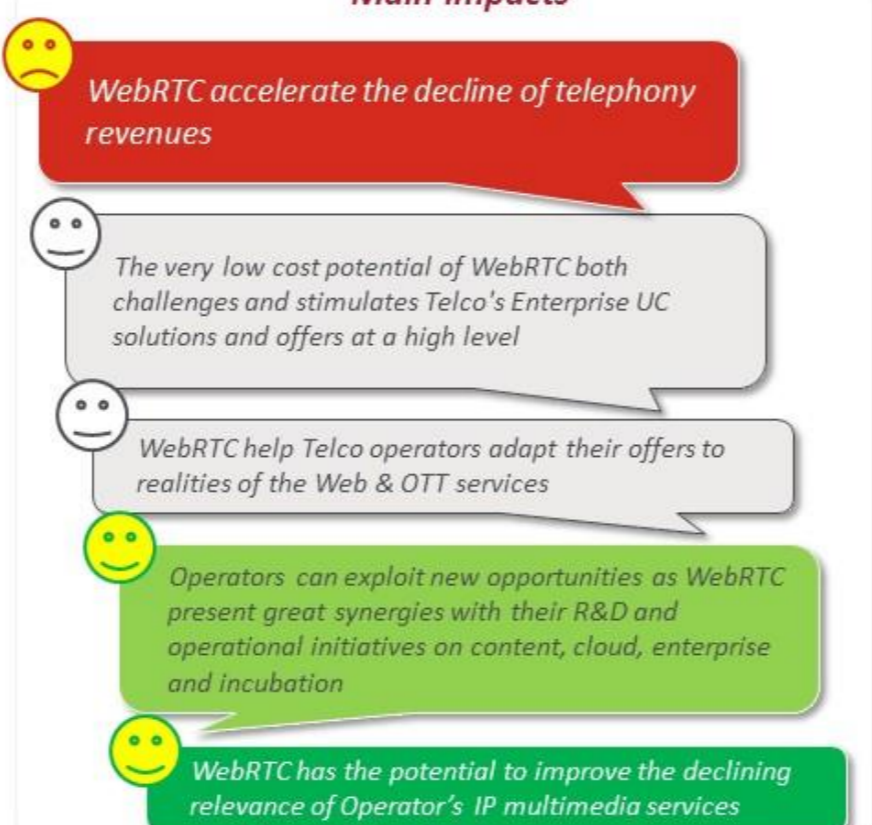 Main Impacts
WebRTC accelerate the decline of telephony
revenues
The very low cost potential of WebRTC both
challenges and stimulates Telco's Enterprise UC
solutions and offers at a high level
WebRTC help Telco operators adapt their offers to
realities of the Web & OTT services
Operators can exploit new opportunities as WebRTC
present great synergies with their R&D and
operational initiatives on content, cloud, enterprise
and incubation
WebRTC has the potential to improve the declining
relevance of Operator's IP multimedia services